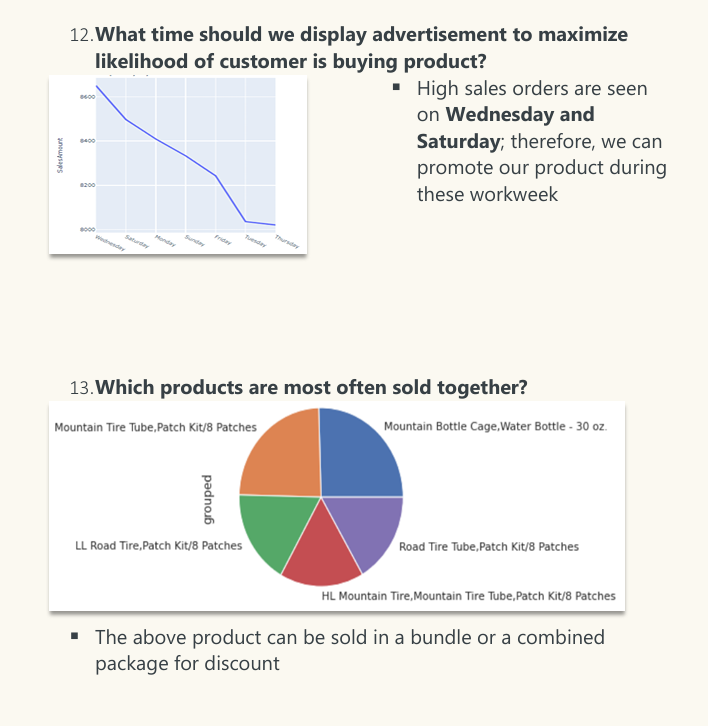 12.What time should we display advertisement to maximize
likelihood of customer is buying product?
8600
8400
8200
8000
SalesAmount
Wednesday
Saturday
Monday
Sunday
Friday
Tuesday
Thursday
▪ High sales orders are seen
on Wednesday and
Saturday; therefore, we can
promote our product during
these workweek
13.Which products are most often sold together?
Mountain Tire Tube,Patch Kit/8 Patches
Mountain Bottle Cage,Water Bottle - 30 oz.
grouped
LL Road Tire,Patch Kit/8 Patches
Road Tire Tube,Patch Kit/8 Patches
HL Mountain Tire,Mountain Tire Tube,Patch Kit/8 Patches
▪ The above product can be sold in a bundle or a combined
package for discount